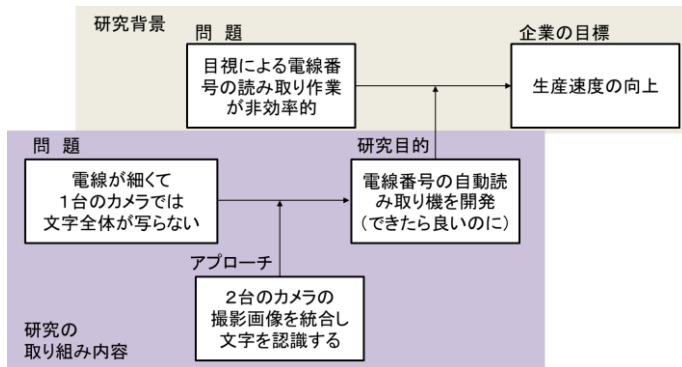 研究背景
問 題
目視による電線番
号の読み取り作業
が非効率的
企業の目標
生産速度の向上
問 題
電線が細くて
1台のカメラでは
文字全体が写らない
研究目的
電線番号の自動読
み取り機を開発
(できたら良いのに)
アプローチ
2台のカメラの
撮影画像を統合し
文字を認識する
研究の
取り組み内容